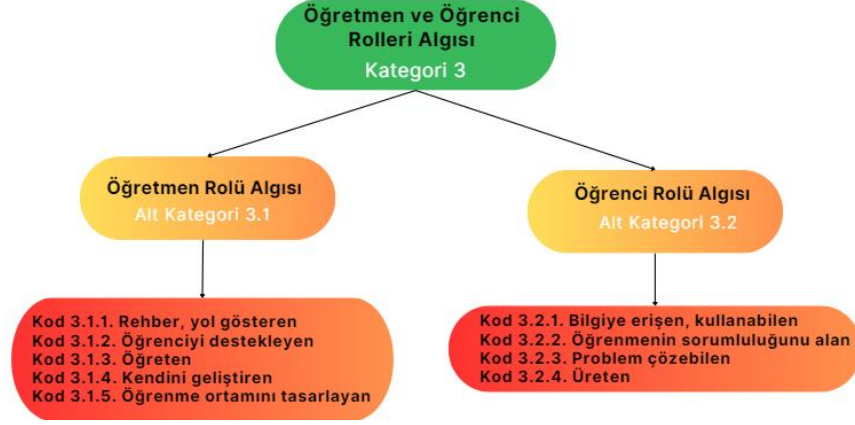 Öğretmen ve Öğrenci
Rolleri Algısı
Kategori 3
Öğretmen Rolü Algısı
Alt Kategori 3.1
Öğrenci Rolü Algısı
Alt Kategori 3.2
Kod 3.1.1. Rehber, yol gösteren
Kod 3.1.2. Öğrenciyi destekleyen
Kod 3.1.3. Öğreten
Kod 3.1.4. Kendini geliştiren
Kod 3.1.5. Öğrenme ortamını tasarlayan
Kod 3.2.1. Bilgiye erişen, kullanabilen
Kod 3.2.2. Öğrenmenin sorumluluğunu alan
Kod 3.2.3. Problem çözebilen
Kod 3.2.4. Üreten